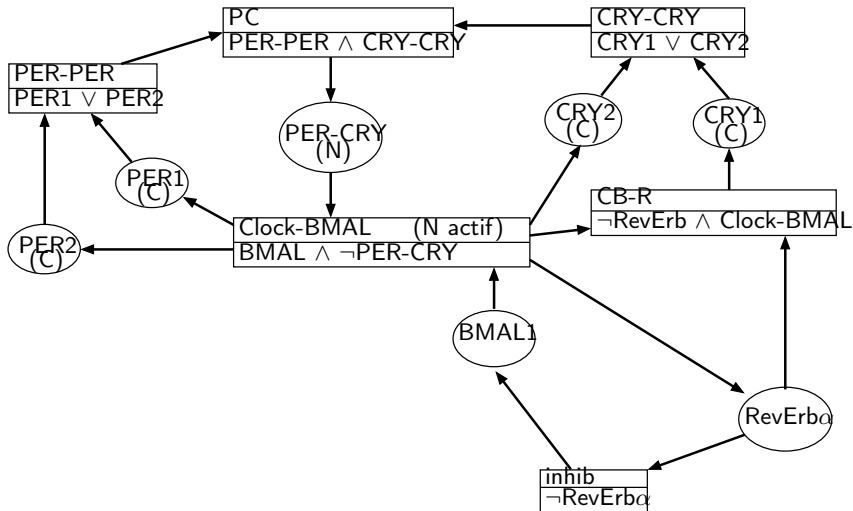 PC
PER-PER ∧ CRY-CRY
CRY-CRY
CRY1 ∨ CRY2
PER-PER
PER1 ∨ PER2
PER-CRY
(N)
CRY2
(C)
CRY1
(C)
PER1
(C)
CB-R
¬RevErb ∧ Clock-BMAL
Clock-BMAL (N actif)
BMAL ∧ ¬PER-CRY
PER2
(C)
BMAL1
RevErbα
inhib
¬RevErbα